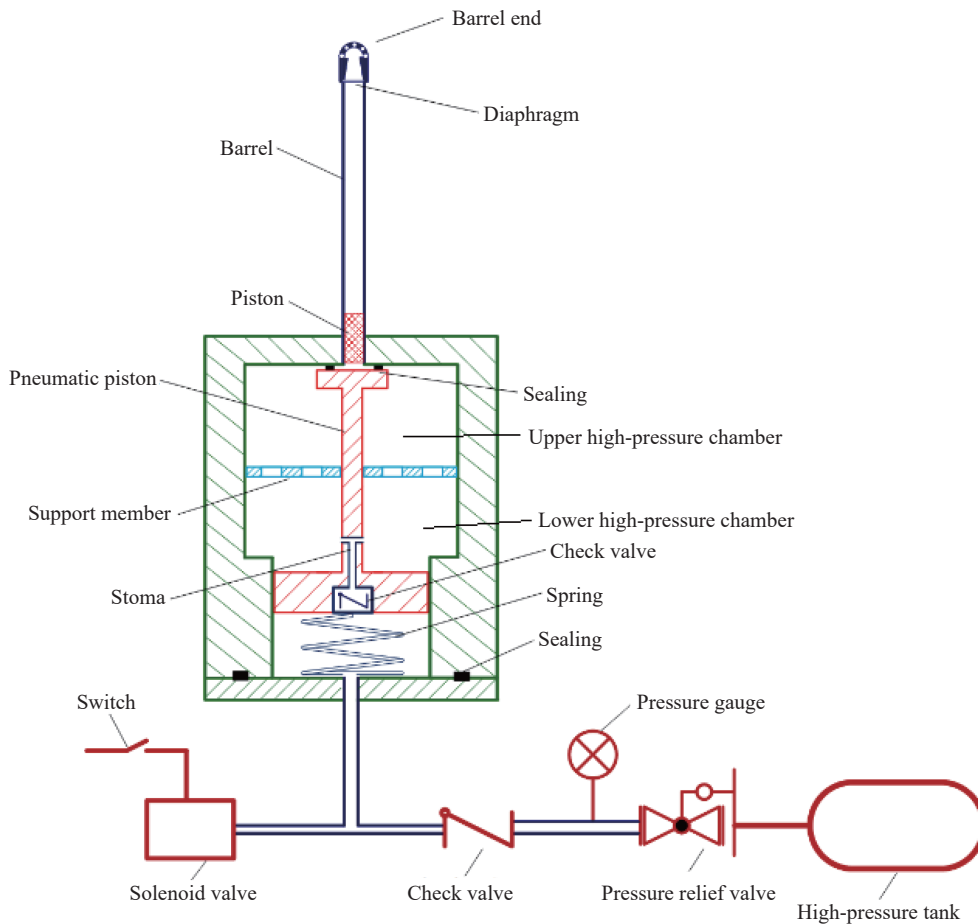 Barrel end
Diaphragm
Barrel
Piston
Pneumatic piston
Sealing
Upper high-pressure chamber
Support member
Lower high-pressure chamber
Check valve
Stoma
Spring
Sealing
Switch
Pressure gauge
Solenoid valve
Check valve
Pressure relief valve
High-pressure tank